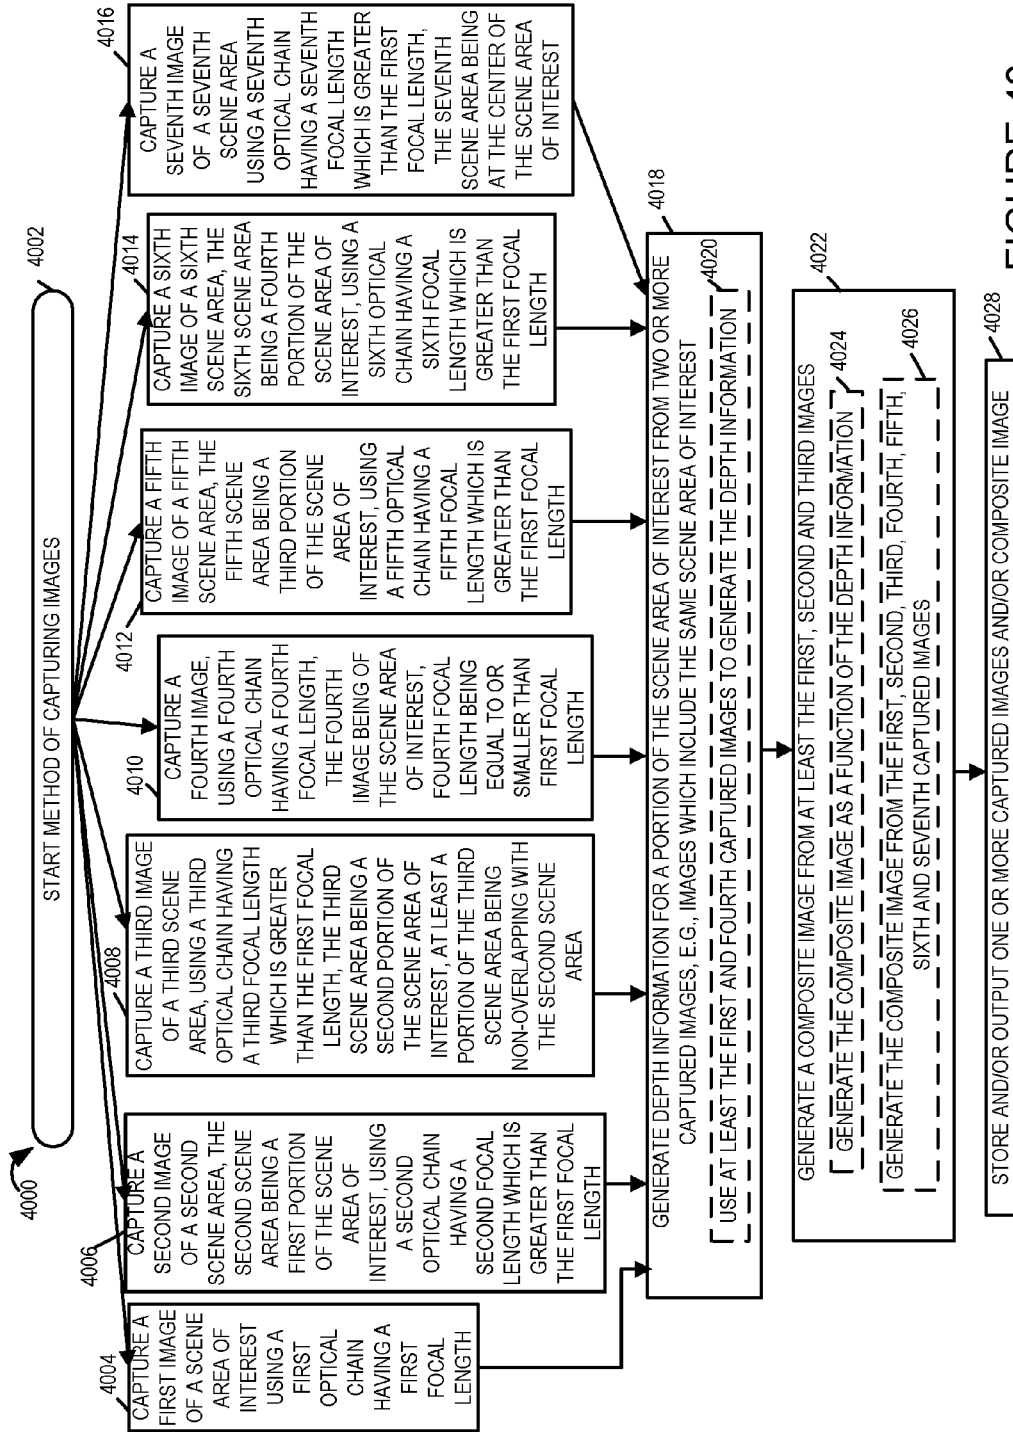 4000
START METHOD OF CAPTURING IMAGES
4002
4004
CAPTURE A
FIRST IMAGE
OF A SCENE
AREA OF
INTEREST
USING A
FIRST
OPTICAL
CHAIN
HAVING A
FIRST
FOCAL
LENGTH
4006
CAPTURE A
SECOND IMAGE
OF A SECOND
SCENE AREA, THE
SECOND SCENE
AREA BEING A
FIRST PORTION
OF THE SCENE
AREA OF
INTEREST, USING
A SECOND
OPTICAL CHAIN
HAVING A
SECOND FOCAL
LENGTH WHICH IS
GREATER THAN
THE FIRST FOCAL
LENGTH
4008
CAPTURE A THIRD IMAGE
OF A THIRD SCENE
AREA, USING A THIRD
OPTICAL CHAIN HAVING
A THIRD FOCAL LENGTH
WHICH IS GREATER
THAN THE FIRST FOCAL
LENGTH, THE THIRD
SCENE AREA BEING A
SECOND PORTION OF
THE SCENE AREA OF
INTEREST, AT LEAST A
PORTION OF THE THIRD
SCENE AREA BEING
NON-OVERLAPPING WITH
THE SECOND SCENE
AREA
4010
CAPTURE A
FOURTH IMAGE,
USING A FOURTH
OPTICAL CHAIN
HAVING A FOURTH
FOCAL LENGTH,
THE FOURTH
IMAGE BEING OF
THE SCENE AREA
OF INTEREST,
FOURTH FOCAL
LENGTH BEING
EQUAL TO OR
SMALLER THAN
FIRST FOCAL
LENGTH
4012
CAPTURE A FIFTH
IMAGE OF A FIFTH
SCENE AREA, THE
FIFTH SCENE
AREA BEING A
THIRD PORTION
OF THE SCENE
AREA OF
INTEREST, USING
A FIFTH OPTICAL
CHAIN HAVING A
FIFTH FOCAL
LENGTH WHICH IS
GREATER THAN
THE FIRST FOCAL
LENGTH
4014
CAPTURE A SIXTH
IMAGE OF A SIXTH
SCENE AREA, THE
SIXTH SCENE AREA
BEING A FOURTH
PORTION OF THE
SCENE AREA OF
INTEREST, USING A
SIXTH OPTICAL
CHAIN HAVING A
SIXTH FOCAL
LENGTH WHICH IS
GREATER THAN
THE FIRST FOCAL
LENGTH
4016
CAPTURE A
SEVENTH IMAGE
OF A SEVENTH
SCENE AREA
USING A SEVENTH
OPTICAL CHAIN
HAVING A SEVENTH
FOCAL LENGTH
WHICH IS GREATER
THAN THE FIRST
FOCAL LENGTH,
THE SEVENTH
SCENE AREA BEING
AT THE CENTER OF
THE SCENE AREA
OF INTEREST
4018
GENERATE DEPTH INFORMATION FOR A PORTION OF THE SCENE AREA OF INTEREST FROM TWO OR MORE
CAPTURED IMAGES, E.G., IMAGES WHICH INCLUDE THE SAME SCENE AREA OF INTEREST
4020
USE AT LEAST THE FIRST AND FOURTH CAPTURED IMAGES TO GENERATE THE DEPTH INFORMATION
4022
GENERATE A COMPOSITE IMAGE FROM AT LEAST THE FIRST, SECOND AND THIRD IMAGES
4024
GENERATE THE COMPOSITE IMAGE AS A FUNCTION OF THE DEPTH INFORMATION
4026
GENERATE THE COMPOSITE IMAGE FROM THE FIRST, SECOND, THIRD, FOURTH, FIFTH,
SIXTH AND SEVENTH CAPTURED IMAGES
4028
STORE AND/OR OUTPUT ONE OR MORE CAPTURED IMAGES AND/OR COMPOSITE IMAGE